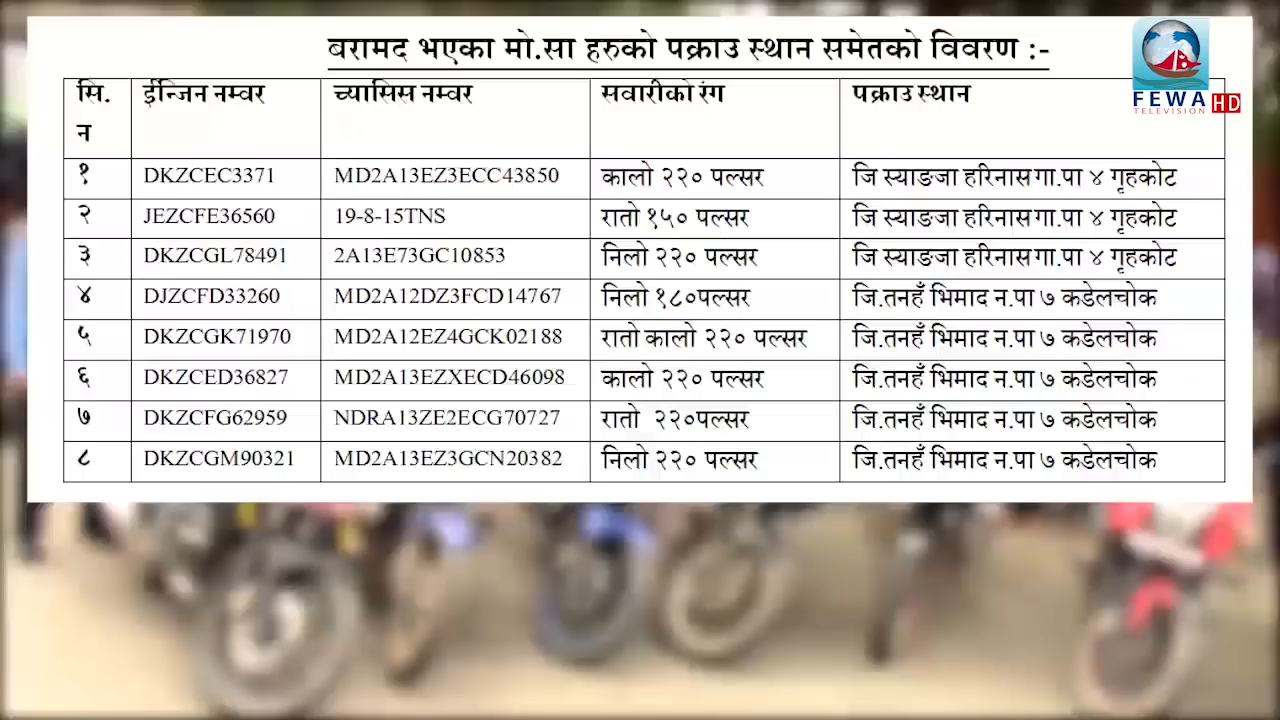 बरामद भएका मो.सा हरुको पक्राउ स्थान समेतको विवरण :-
FEWA HD
TELEVISION
सि.न ईन्जिन नम्वर च्यासिस नम्वर सवारीको रंग पक्राउ स्थान
१ DKZCEC3371 MD2A13EZ3ECC43850 कालो २२० पल्सर जि स्याङजा हरिनास गा.पा ४ गृहकोट
२ JEZCFE36560 19-8-15TNS रातो १५० पल्सर जि स्याङजा हरिनास गा.पा ४ गृहकोट
३ DKZCGL78491 2A13E73GC10853 निलो २२० पल्सर जि स्याङजा हरिनास गा.पा ४ गृहकोट
४ DJZCFD33260 MD2A12DZ3FCD14767 निलो १८०पल्सर जि.तनहँ भिमाद न.पा ७ कडेलचोक
५ DKZCGK71970 MD2A12EZ4GCK02188 रातो कालो २२० पल्सर जि.तनहँ भिमाद न.पा ७ कडेलचोक
६ DKZCED36827 MD2A13EZXECD46098 कालो २२० पल्सर जि.तनहँ भिमाद न.पा ७ कडेलचोक
७ DKZCFG62959 NDRA13ZE2ECG70727 रातो २२०पल्सर जि.तनहँ भिमाद न.पा ७ कडेलचोक
८ DKZCGM90321 MD2A13EZ3GCN20382 निलो २२० पल्सर जि.तनहँ भिमाद न.पा ७ कडेलचोक